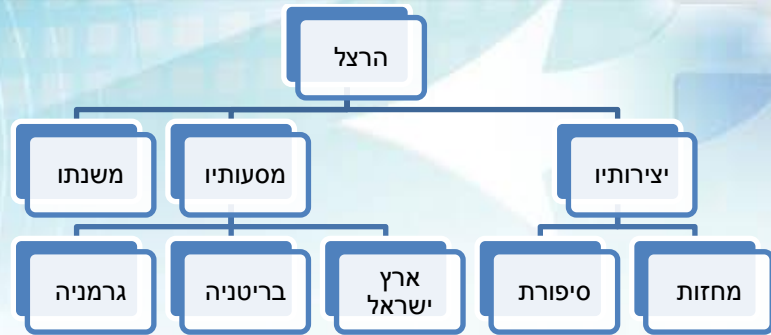 הרצל
יצירותיו
מסעותיו
משנתו
מחזות
סיפורת
ארץ
ישראל
בריטניה
גרמניה